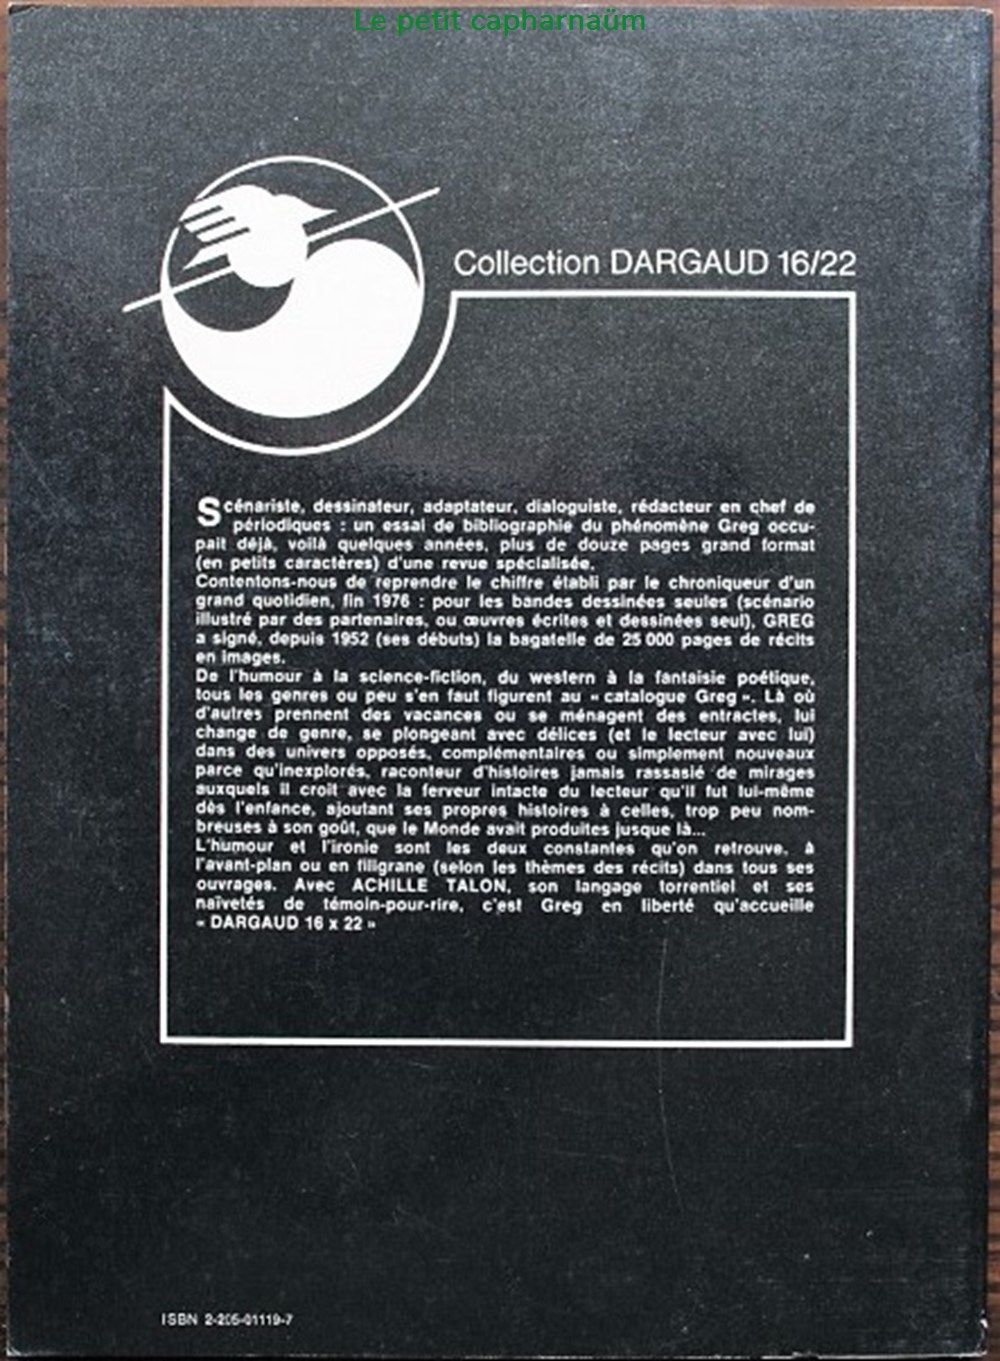 Le petit capharnaüm
Collection DARGAUD 16/22
Scénariste, dessinateur, adaptateur, dialoguiste, rédacteur en chef de
périodiques : un essai de bibliographie du phénomène Greg occu-
pait déjà, voilà quelques années, plus de douze pages grand format
(en petits caractères) d'une revue spécialisée.
Contentons-nous de reprendre le chiffre établi par le chroniqueur d'un
grand quotidien, fin 1976 : pour les bandes dessinées seules (scénario
illustré par des partenaires, ou œuvres écrites et dessinées seul), GREG
a signé, depuis 1952 (ses débuts) la bagatelle de 25 000 pages de récits
en images.
De l'humour à la science-fiction, du western à la fantaisie poétique,
tous les genres ou peu s'en faut figurent au « catalogue Greg ». Là où
d'autres prennent des vacances ou se ménagent des entractes, lui
change de genre, se plongeant avec délices (et le lecteur avec lui)
dans des univers opposés, complémentaires ou simplement nouveaux
parce qu'inexplorés, raconteur d'histoires jamais rassasié de mirages
auxquels il croit avec la ferveur intacte du lecteur qu'il fut lui-même
dès l'enfance, ajoutant ses propres histoires à celles, trop peu nom-
breuses à son goût, que le Monde avait produites jusque là...
L'humour et l'ironie sont les deux constantes qu'on retrouve, à
l'avant-plan ou en filigrane (selon les thèmes des récits) dans tous ses
ouvrages. Avec ACHILLE TALON, son langage torrentiel et ses
naïvetés de témoin-pour-rire, c'est Greg en liberté qu'accueille
« DARGAUD 16 x 22 »
ISBN 2-205-01119-7